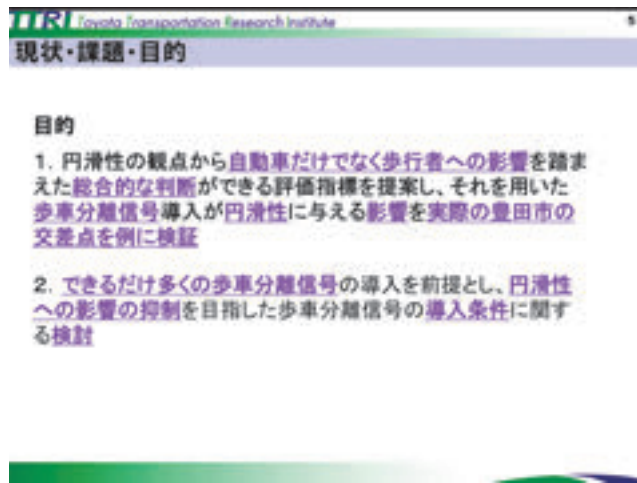 TTRI Toyota Transportation Research Institute
5
現状・課題・目的
目的
1．円滑性の観点から自動車だけでなく歩行者への影響を踏ま
えた総合的な判断ができる評価指標を提案し、それを用いた
歩車分離信号導入が円滑性に与える影響を実際の豊田市の
交差点を例に検証
2．できるだけ多くの歩車分離信号の導入を前提とし、円滑性
への影響の抑制を目指した歩車分離信号の導入条件に関す
る検討